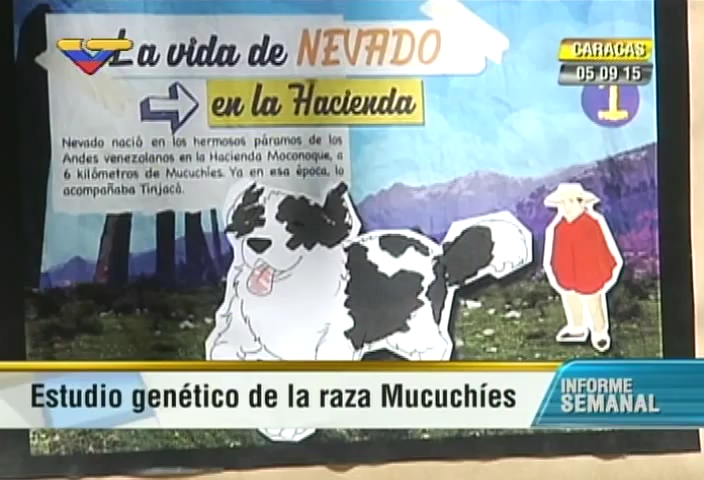 La vida de NEVADO
en la Hacienda
Nevado nació en los hermosos páramos de los
Andes venezolanos en la Hacienda Moconoque, a
6 kilómetros de Mucuchíes. Ya en esa época, lo
acompañaba Tinjacá.
CARACAS
05 09 15
1
Estudio genético de la raza Mucuchíes
INFORME
SEMANAL